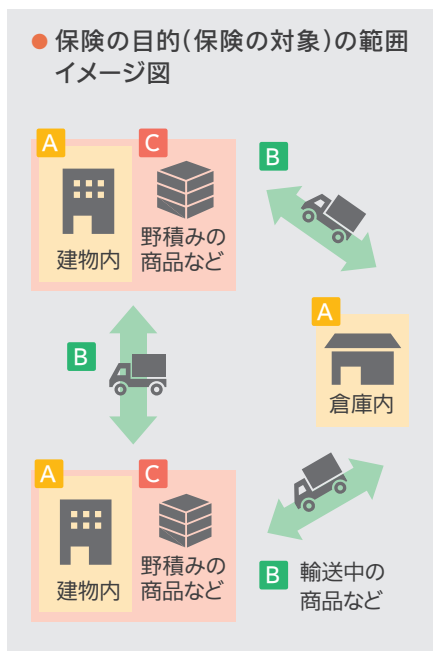 保険の目的(保険の対象)の範囲
イメージ図
A
建物内
C
野積みの
商品など
B
A
倉庫内
B
A
建物内
C
野積みの
商品など
B 輸送中の
商品など